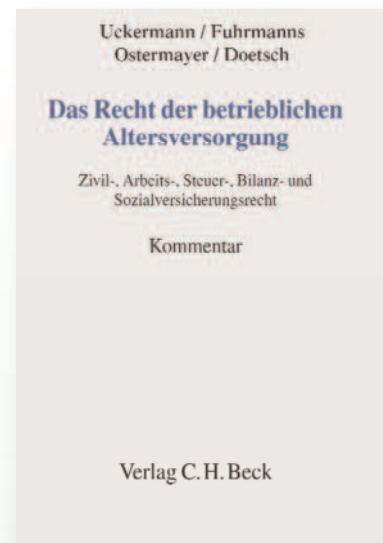 Uckermann / Fuhrmanns
Ostermayer / Doetsch
Das Recht der betrieblichen
Altersversorgung
Zivil-, Arbeits-, Steuer-, Bilanz- und
Sozialversicherungsrecht
Kommentar
Verlag C. H. Beck